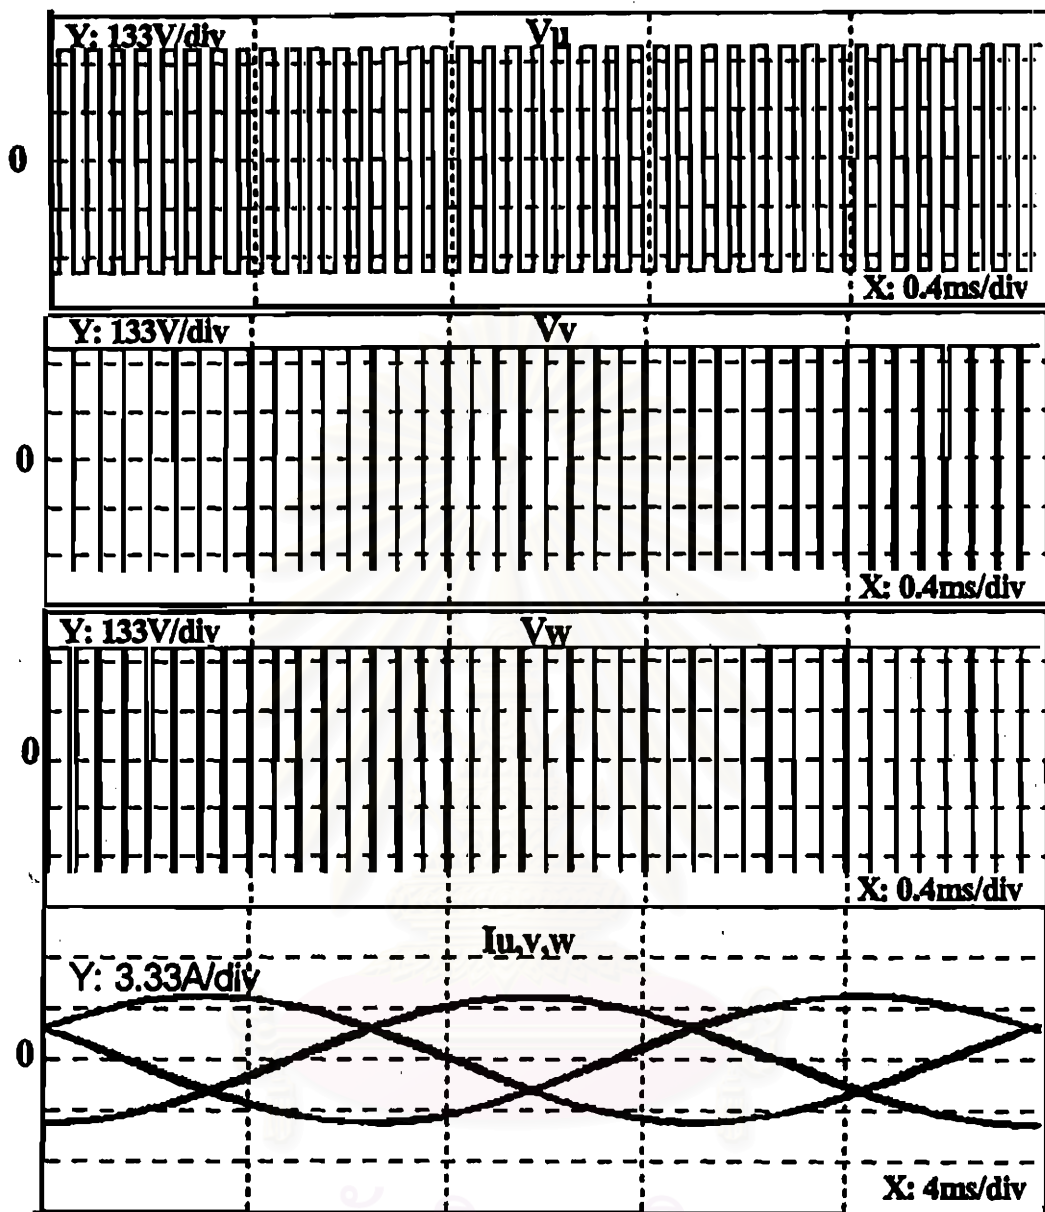 Y: 133V/div
Vu
0
X: 0.4ms/div
Y: 133V/div
Vv
0
X: 0.4ms/div
Y: 133V/div
Vw
0
X: 0.4ms/div
Iu,v,w
Y: 3.33A/div
0
X: 4ms/div